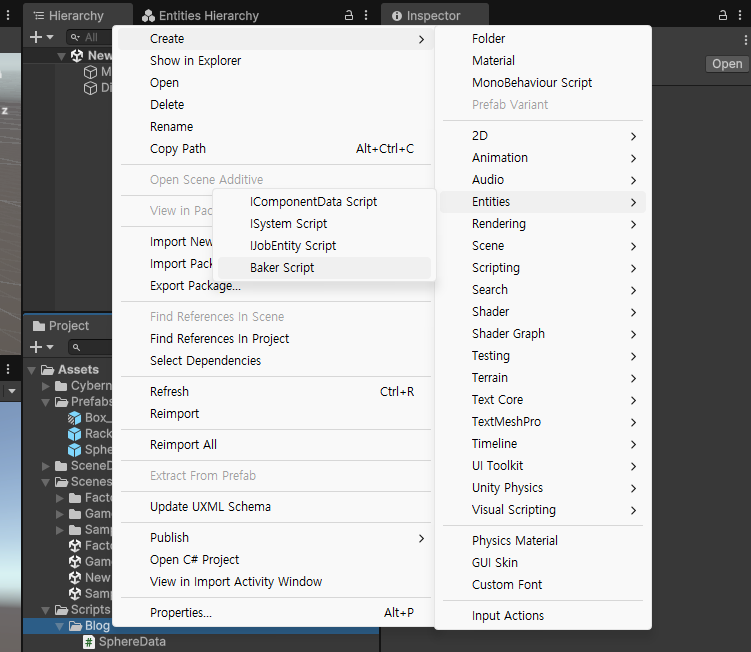 Hierarchy
Entities Hierarchy
Inspector
All
New
Open
z
Create
Show in Explorer
Open
Delete
Rename
Copy Path Alt+Ctrl+C
Open Scene Additive
View in Pac
Import New
Import Pack
Export Package...
Find References In Scene
Find References In Project
Select Dependencies
Refresh Ctrl+R
Reimport
Reimport All
Extract From Prefab
Update UXML Schema
Publish
Open C# Project
View in Import Activity Window
Properties... Alt+P
IComponentData Script
ISystem Script
IJobEntity Script
Baker Script
Folder
Material
MonoBehaviour Script
Prefab Variant
2D
Animation
Audio
Entities
Rendering
Scene
Scripting
Search
Shader
Shader Graph
Testing
Terrain
Text Core
TextMeshPro
Timeline
UI Toolkit
Unity Physics
Visual Scripting
Physics Material
GUI Skin
Custom Font
Input Actions
Project
Assets
Cybern
Prefabs
Box_
Rack
Sphe
SceneD
Scenes
Fact
Gam
Sam
Fact
Gam
New
Sam
Scripts
Blog
SphereData